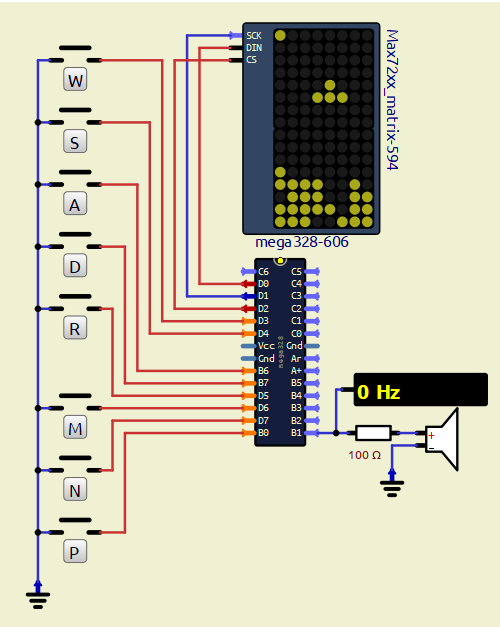 SCK
DIN
CS
Max72xx_matrix-594
W
S
A
D
R
M
N
P
mega328-606
C6 C5
D0 C4
D1 C3
D2 C2
D3 C1
D4 C0
Vcc Gnd
Gnd Ar
B6 A+
B7 B5
D5 B4
D6 B3
D7 B2
B0 B1
mega328
0 Hz
100 Ω
+
−